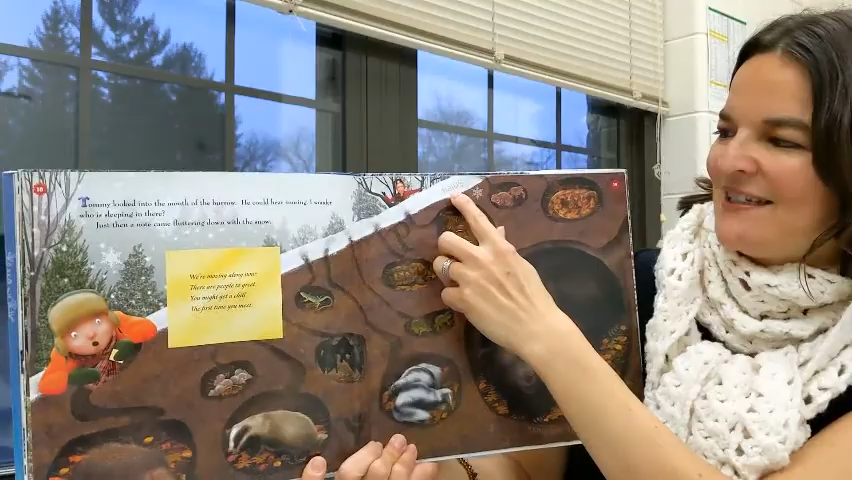 Tommy looked into the mouth of the burrow. He could hear snoring. I wonder
who is sleeping in there?
Just then a note came fluttering down with the snow.
We're moving along now.
There are people to greet.
You might get a chill
The first time you meet.